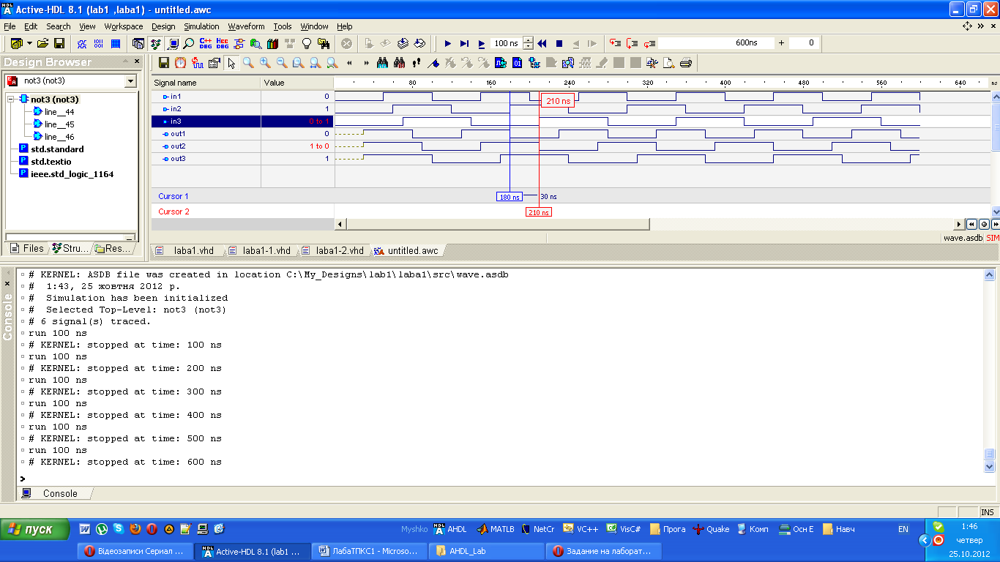 Active-HDL 8.1 (lab1 ,laba1) - untitled.awc
File Edit Search View Workspace Design Simulation Waveform Tools Window Help
C++ DBG
DBG
100 ns
600ns + 0
Design Browser
not3 (not3)
not3 (not3)
line__44
line__45
line__46
std.standard
std.textio
ieee.std_logic_1164
Files Stru... Res...
Signal name Value 80 160 240 320 400 480 560 640 ns
in1 0
in2 1
in3 0 to 1
out1 0
out2 1 to 0
out3 1
210 ns
Cursor 1 180 ns 30 ns
Cursor 2 210 ns
wave.asdb SIM
laba1.vhd laba1-1.vhd laba1-2.vhd untitled.awc
Console
# KERNEL: ASDB file was created in location C:\My_Designs\lab1\laba1\src\wave.asdb
# 1:43, 25 жовтня 2012 р.
# Simulation has been initialized
# Selected Top-Level: not3 (not3)
# 6 signal(s) traced.
run 100 ns
# KERNEL: stopped at time: 100 ns
run 100 ns
# KERNEL: stopped at time: 200 ns
run 100 ns
# KERNEL: stopped at time: 300 ns
run 100 ns
# KERNEL: stopped at time: 400 ns
run 100 ns
# KERNEL: stopped at time: 500 ns
run 100 ns
# KERNEL: stopped at time: 600 ns
>
Console
INS
пуск Myshko AHDL MATLB NetCr VC++ VisC# Прога Quake Комп Осн E Навч EN 1:46
четвер
25.10.2012
Відеозаписи Сериал ... Active-HDL 8.1 (lab1 ... ЛабаТПКС1 - Microso... AHDL_Lab Задание на лаборат...